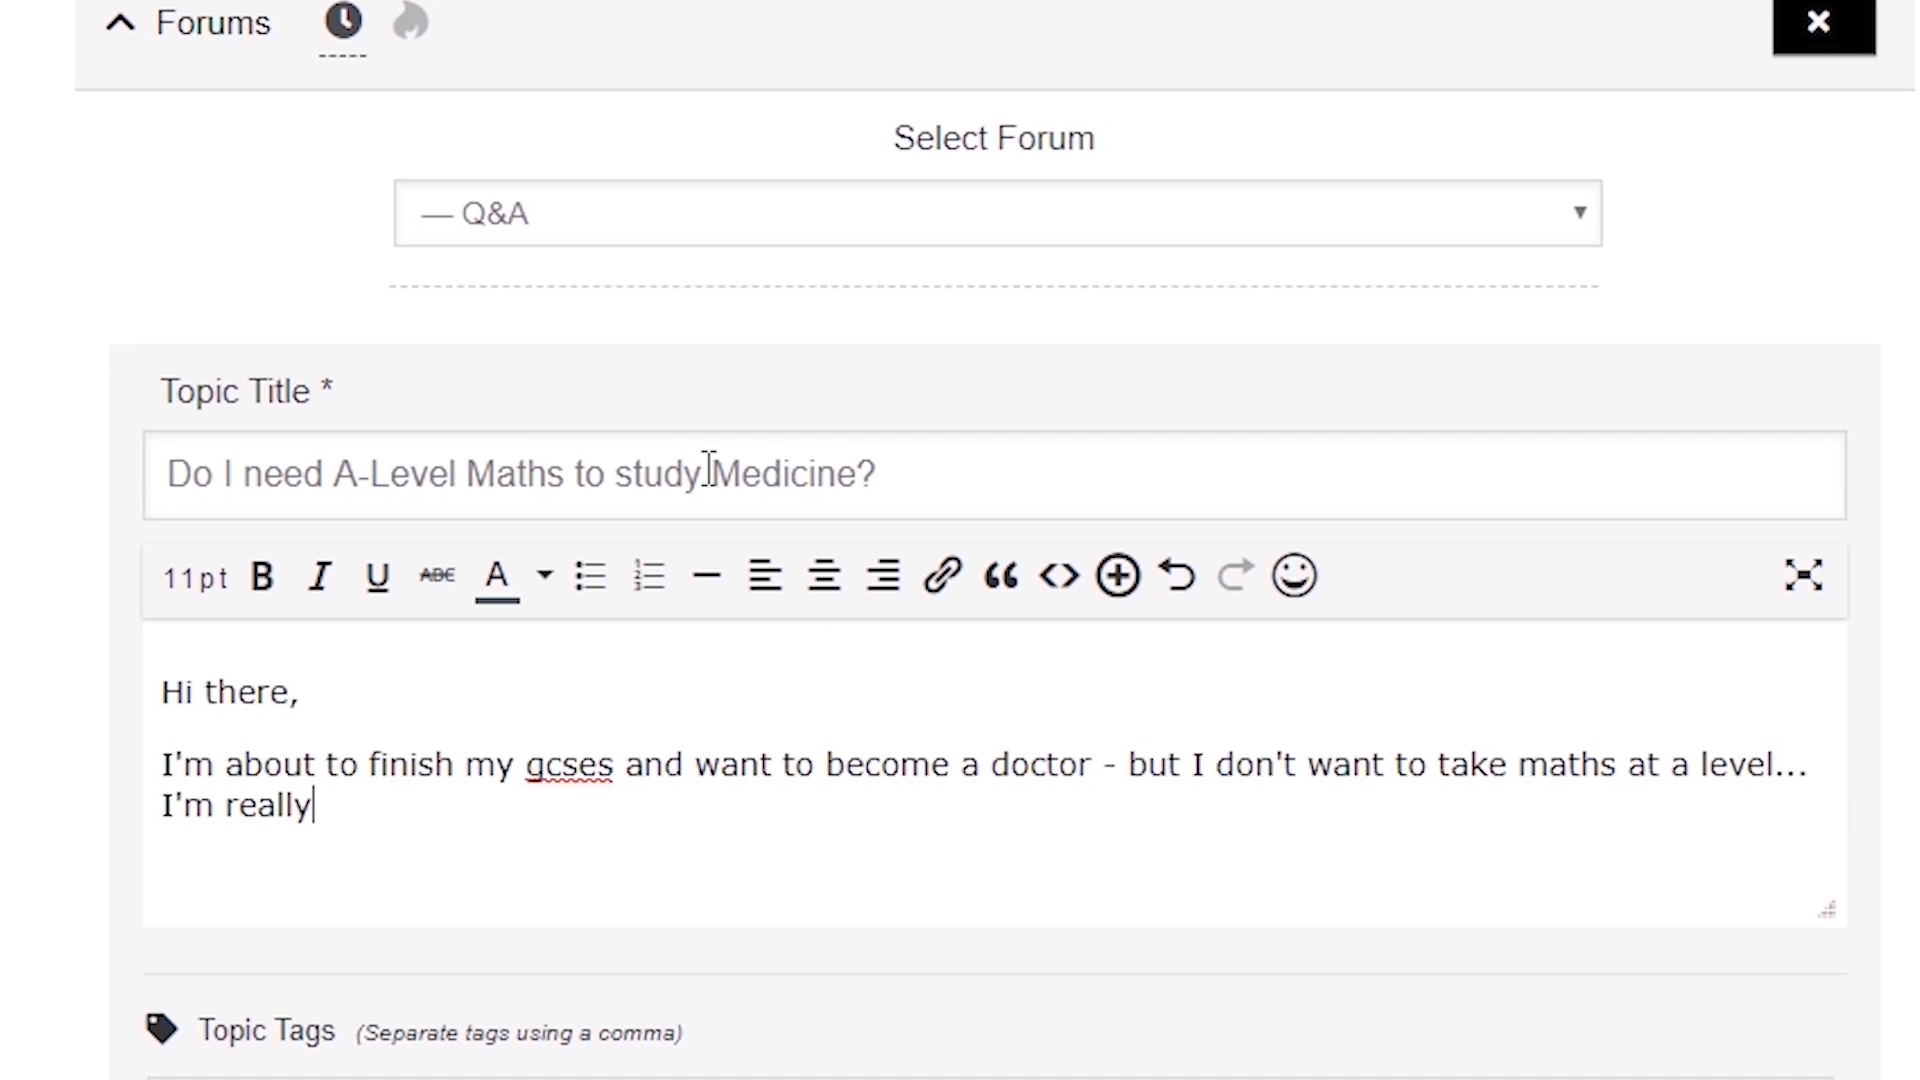 Forums
Select Forum
— Q&A
Topic Title *
Do I need A-Level Maths to study Medicine?
11pt B I U ABC A
Hi there,
I'm about to finish my gcses and want to become a doctor - but I don't want to take maths at a level...
I'm really
Topic Tags (Separate tags using a comma)